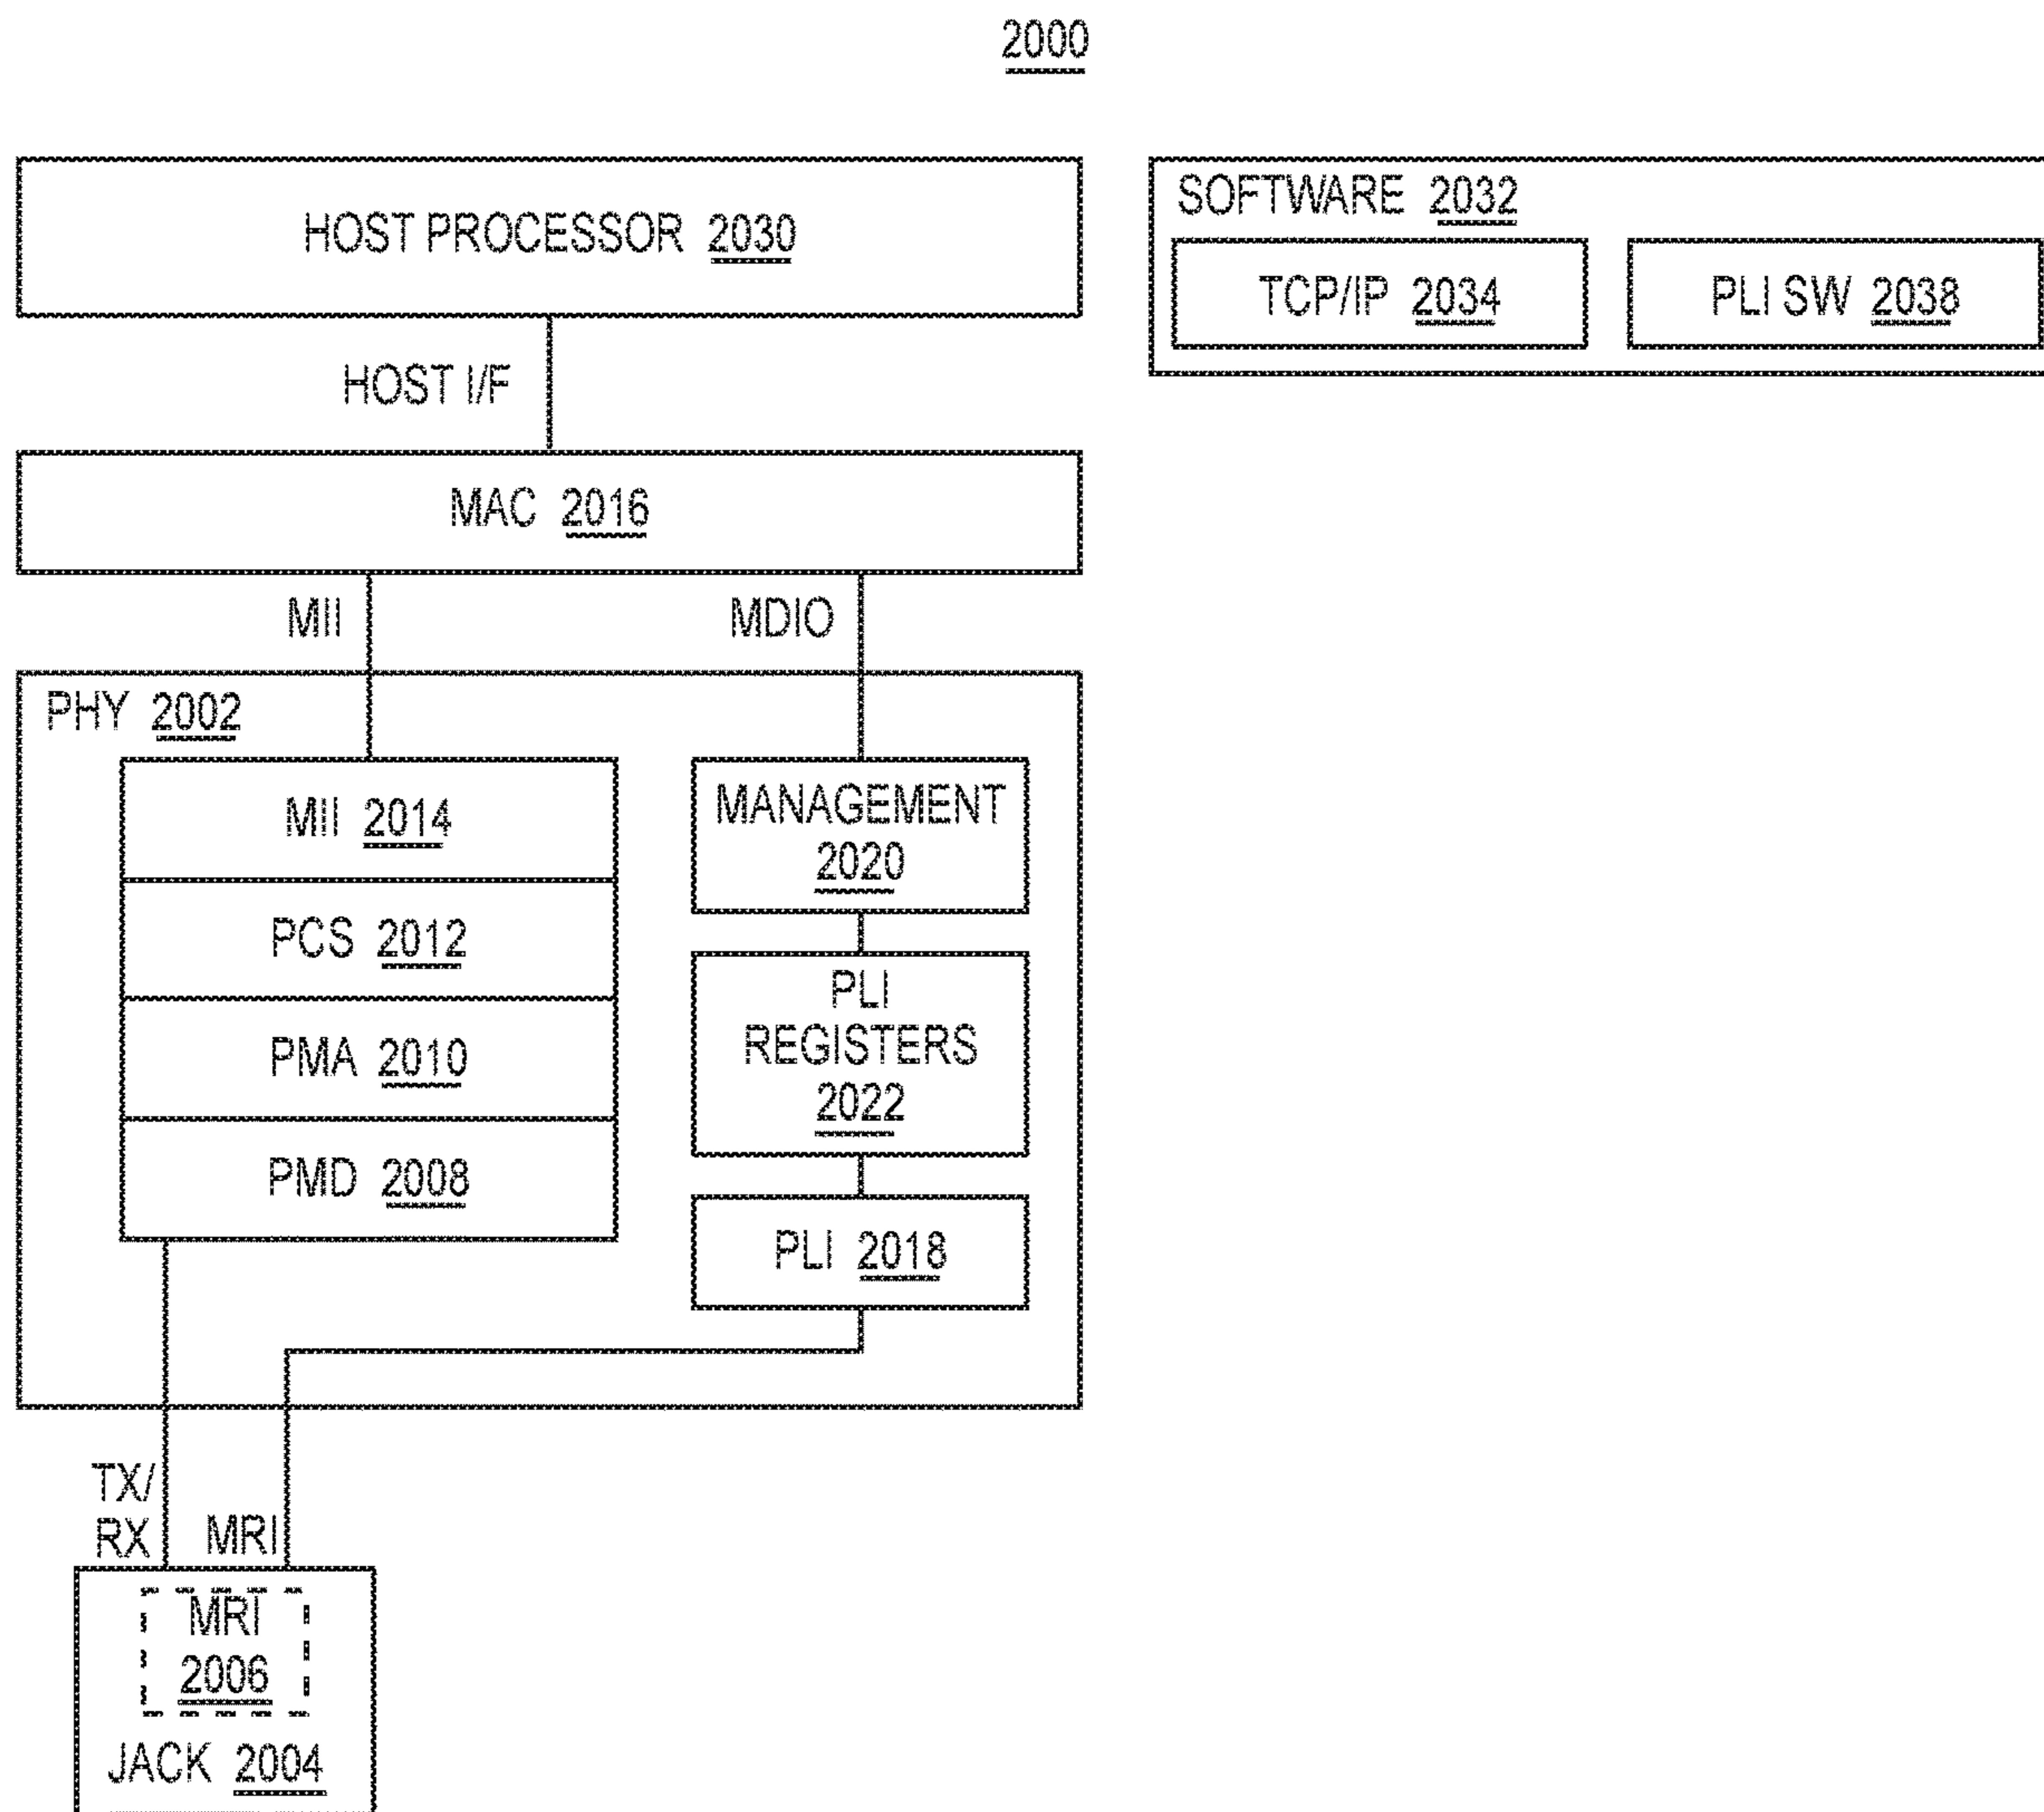 2000
HOST PROCESSOR 2030
SOFTWARE 2032
TCP/IP 2034
PLI SW 2038
HOST I/F
MAC 2016
MII
MDIO
PHY 2002
MII 2014
PCS 2012
PMA 2010
PMD 2008
MANAGEMENT
2020
PLI
REGISTERS
2022
PLI 2018
TX/
RX
MRI
MRI
2006
JACK 2004